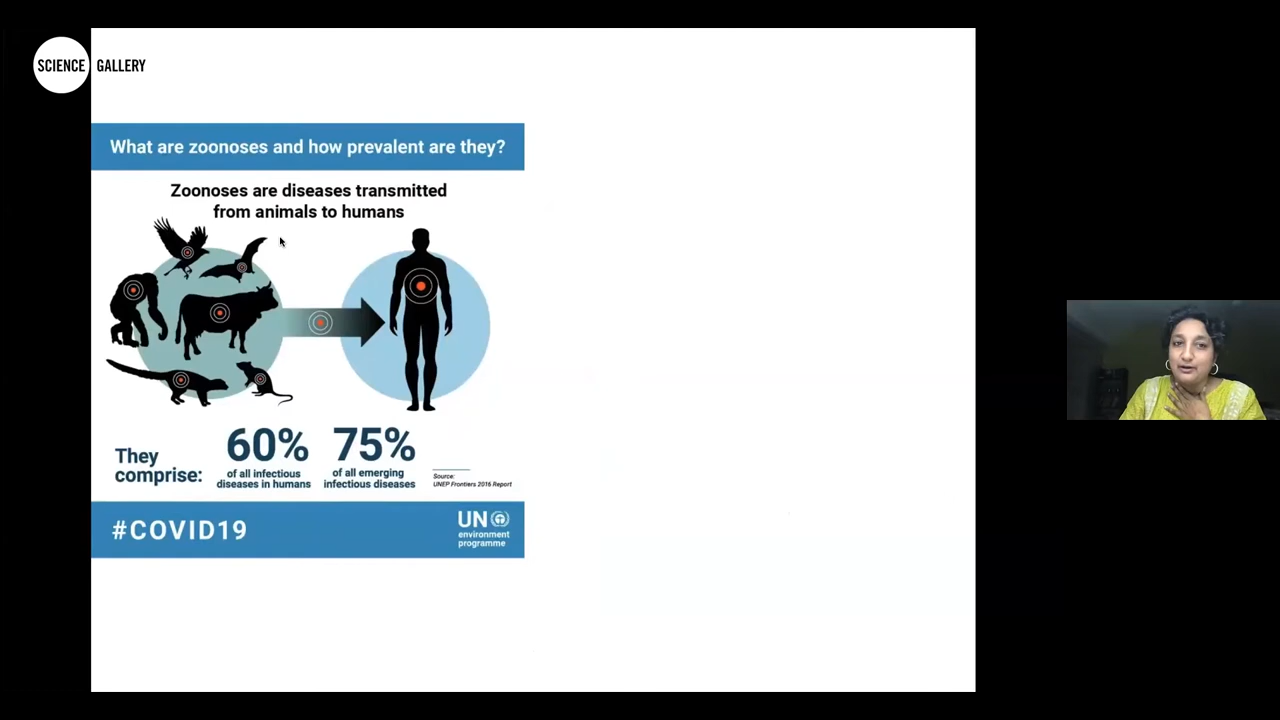 SCIENCE GALLERY
What are zoonoses and how prevalent are they?
Zoonoses are diseases transmitted
from animals to humans
They
comprise:
60%
of all infectious
diseases in humans
75%
of all emerging
infectious diseases
Source:
UNEP Frontiers 2016 Report
#COVID19
UN
environment
programme